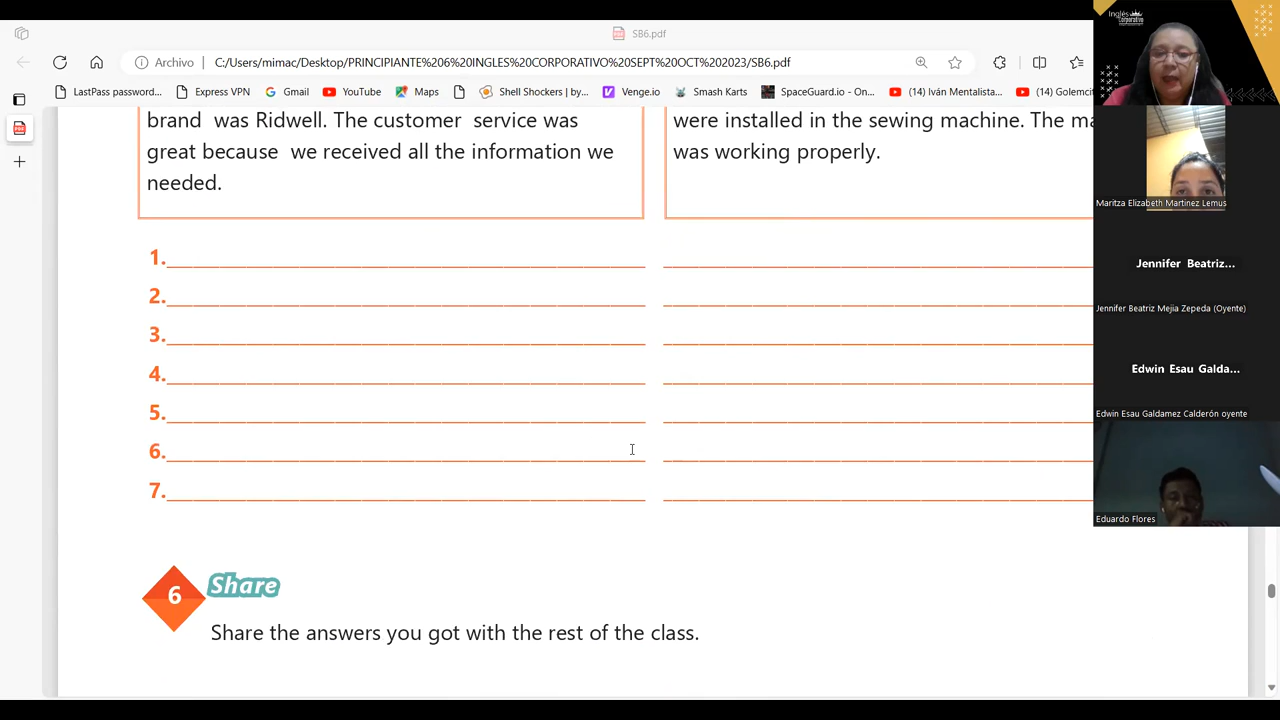 SB6.pdf
Archivo
C:/Users/mimac/Desktop/PRINCIPIANTE%206%20INGLES%20CORPORATIVO%20SEPT%20OCT%202023/SB6.pdf
LastPass password...
Express VPN
Gmail
YouTube
Maps
Shell Shockers | by...
Venge.io
Smash Karts
SpaceGuard.io - On...
(14) Iván Mentalista...
(14) Golemcit
brand was Ridwell. The customer service was
great because we received all the information we
needed.
were installed in the sewing machine. The ma
was working properly.
1.
2.
3.
4.
5.
6.
7.
6
Share
Share the answers you got with the rest of the class.
Inglés
Corporativo
Maritza Elizabeth Martinez Lemus
Jennifer Beatriz...
Jennifer Beatriz Mejia Zepeda (Oyente)
Edwin Esau Galda...
Edwin Esau Galdamez Calderón oyente
Eduardo Flores